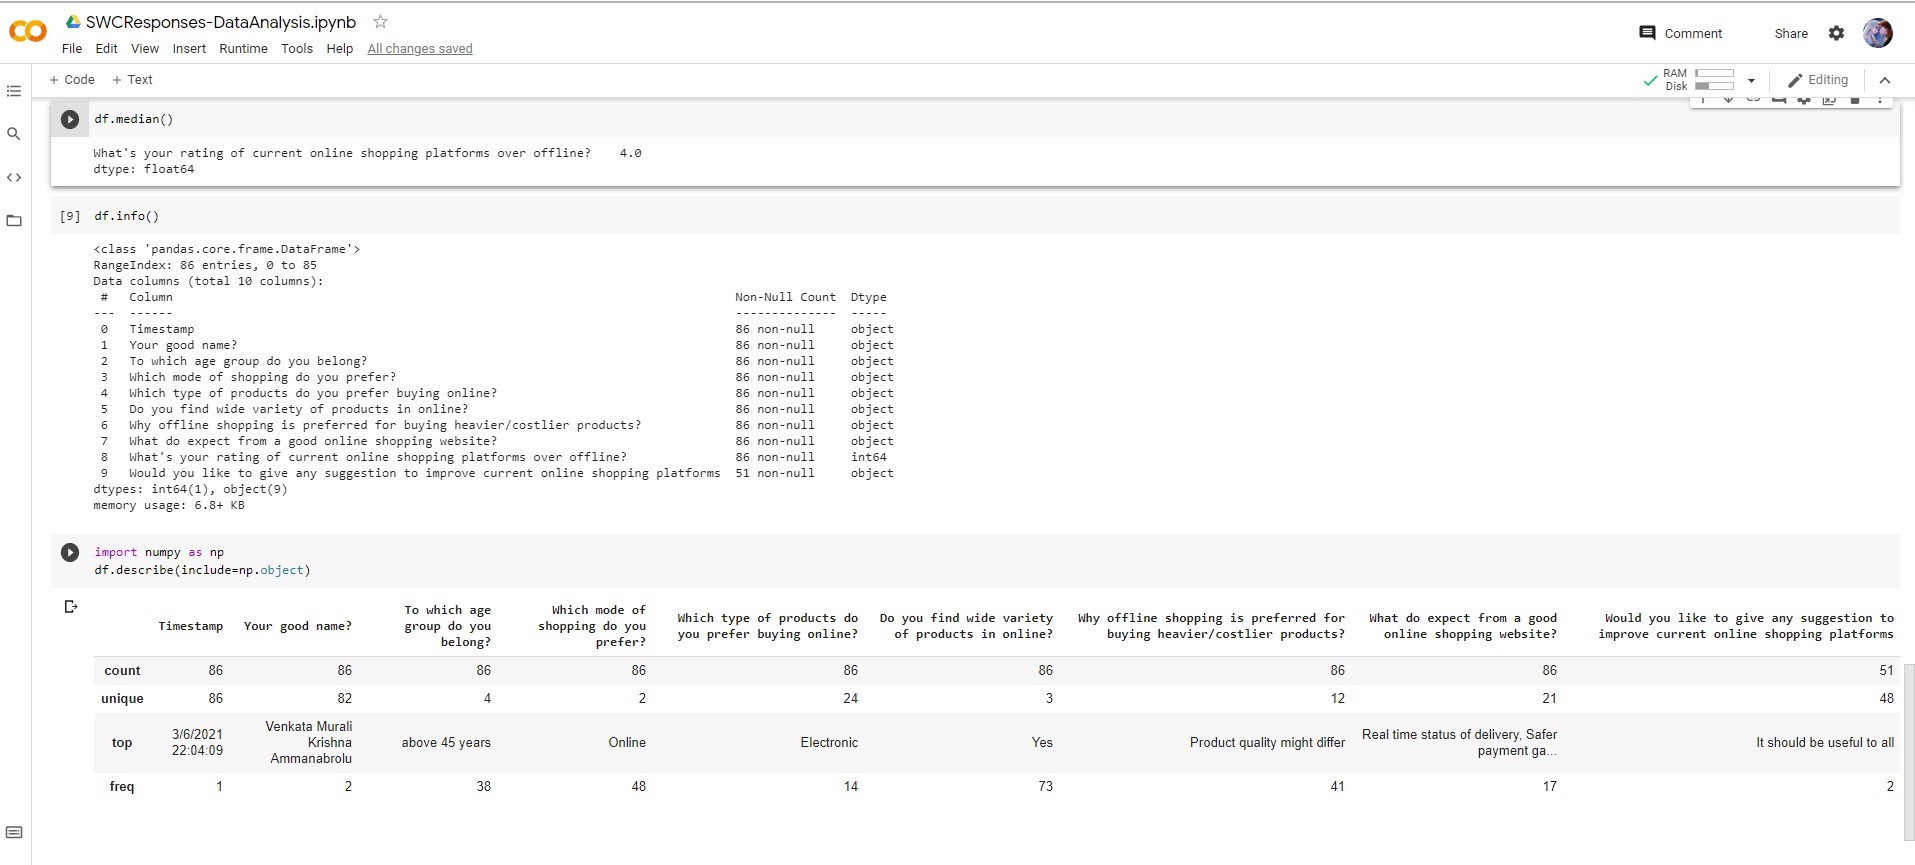 SWCResponses-DataAnalysis.ipynb
File Edit View Insert Runtime Tools Help All changes saved
Comment Share
+ Code + Text
RAM
Disk
Editing
df.median()
What's your rating of current online shopping platforms over offline? 4.0
dtype: float64
[9] df.info()
<class 'pandas.core.frame.DataFrame'>
RangeIndex: 86 entries, 0 to 85
Data columns (total 10 columns):
# Column Non-Null Count Dtype
--- ------ -------------- -----
0 Timestamp 86 non-null object
1 Your good name? 86 non-null object
2 To which age group do you belong? 86 non-null object
3 Which mode of shopping do you prefer? 86 non-null object
4 Which type of products do you prefer buying online? 86 non-null object
5 Do you find wide variety of products in online? 86 non-null object
6 Why offline shopping is preferred for buying heavier/costlier products? 86 non-null object
7 What do expect from a good online shopping website? 86 non-null object
8 What's your rating of current online shopping platforms over offline? 86 non-null int64
9 Would you like to give any suggestion to improve current online shopping platforms 51 non-null object
dtypes: int64(1), object(9)
memory usage: 6.8+ KB
import numpy as np
df.describe(include=np.object)
Timestamp
Your good name?
To which age
group do you
belong?
Which mode of
shopping do you
prefer?
Which type of products do
you prefer buying online?
Do you find wide variety
of products in online?
Why offline shopping is preferred for
buying heavier/costlier products?
What do expect from a good
online shopping website?
Would you like to give any suggestion to
improve current online shopping platforms
count 86 86 86 86 86 86 86 86 51
unique 86 82 4 2 24 3 12 21 48
top
3/6/2021
22:04:09
Venkata Murali
Krishna
Ammanabrolu
above 45 years
Online
Electronic
Yes
Product quality might differ
Real time status of delivery, Safer
payment ga...
It should be useful to all
freq 1 2 38 48 14 73 41 17 2